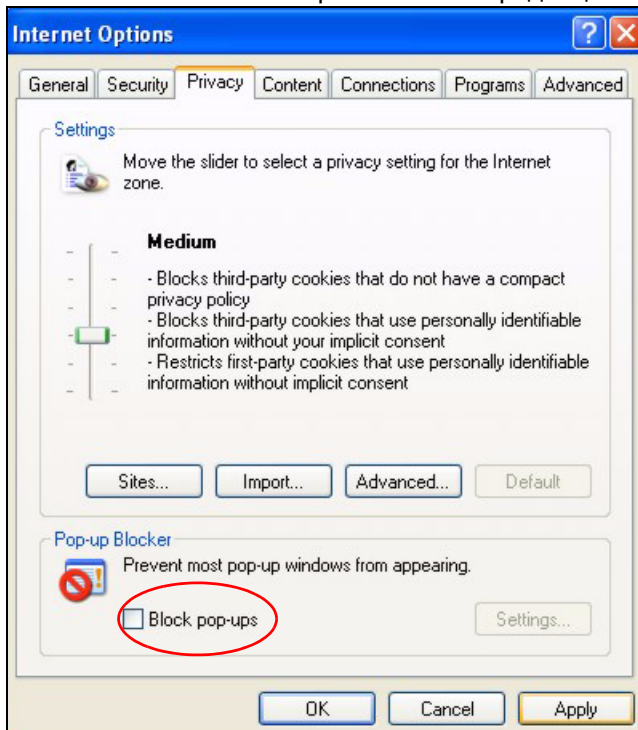 Internet Options
General Security Privacy Content Connections Programs Advanced
Settings
Move the slider to select a privacy setting for the Internet
zone.
Medium
- Blocks third-party cookies that do not have a compact
privacy policy
- Blocks third-party cookies that use personally identifiable
information without your implicit consent
- Restricts first-party cookies that use personally identifiable
information without implicit consent
Sites... Import... Advanced... Default
Pop-up Blocker
Prevent most pop-up windows from appearing.
Block pop-ups Settings...
OK Cancel Apply